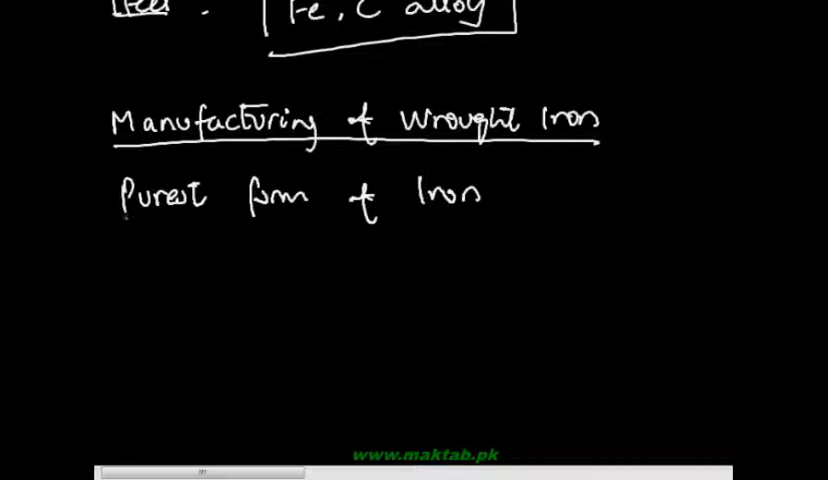 Fe, C alloy
Manufacturing of Wrought Iron
Purest form of Iron
www.maktab.pk